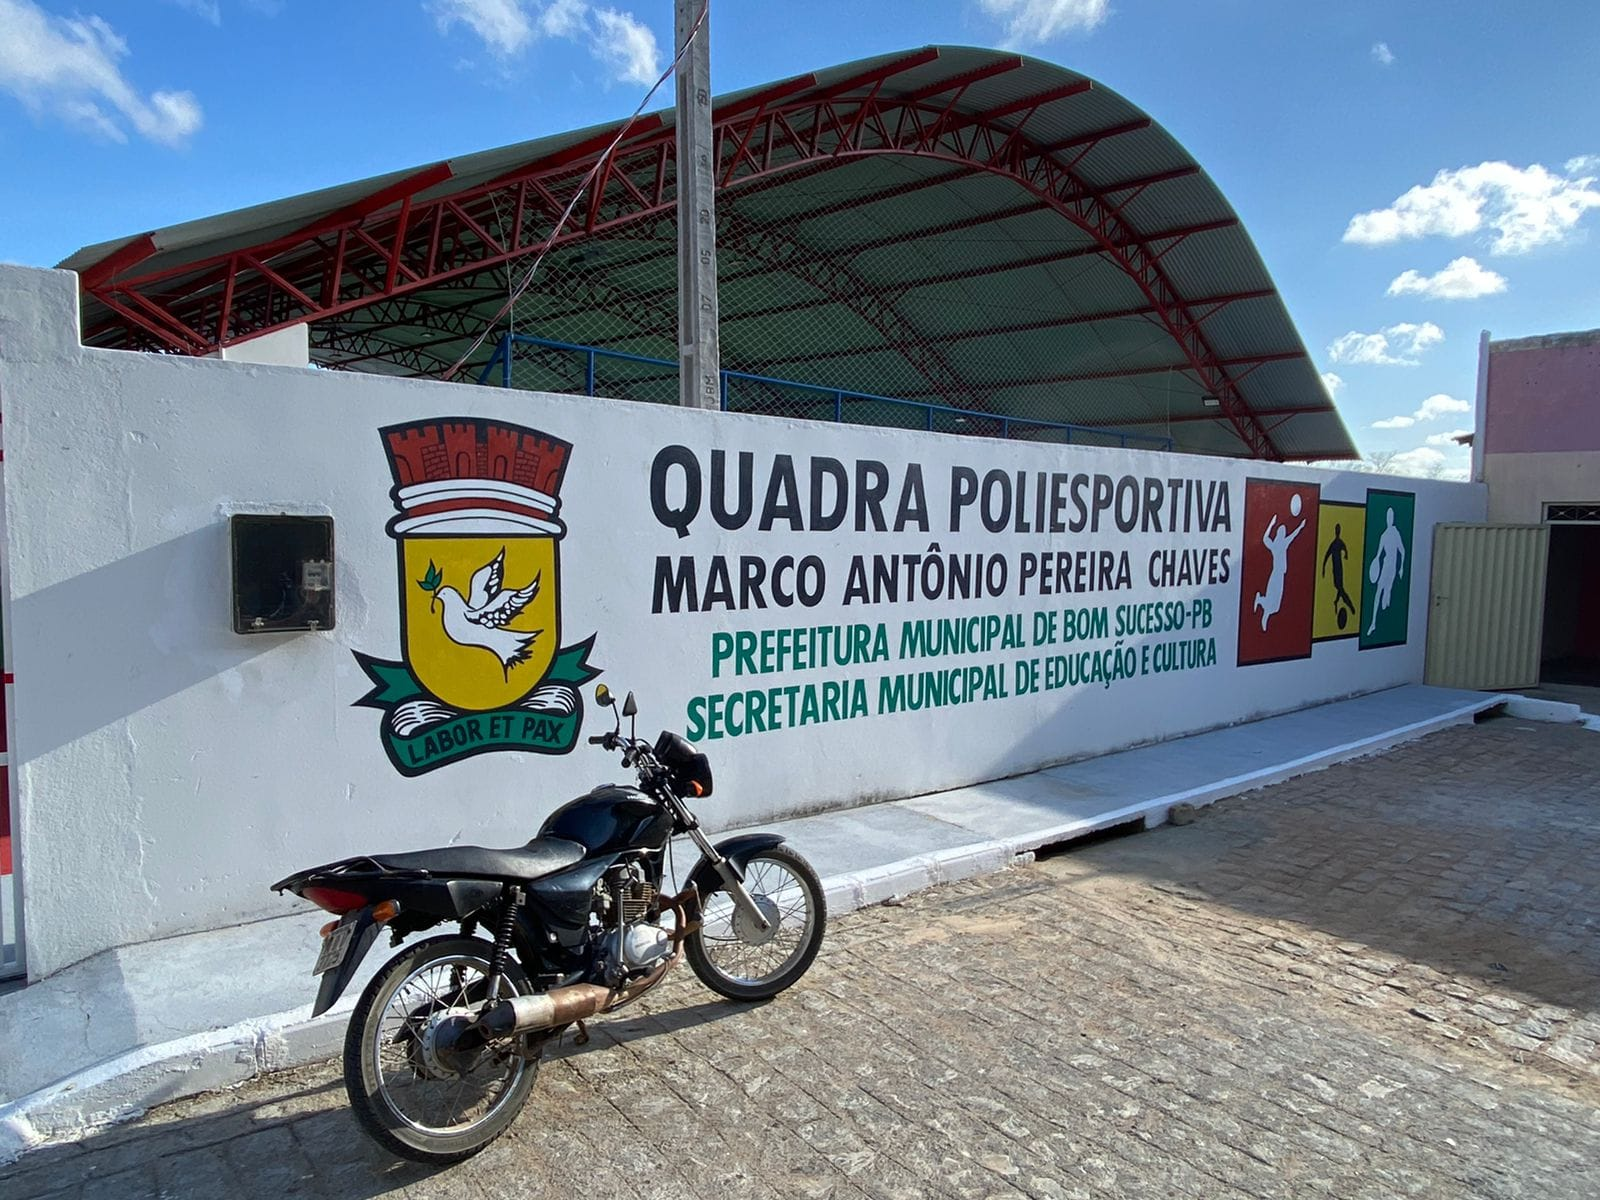 QUADRA POLIESPORTIVA
MARCO ANTÔNIO PEREIRA CHAVES
PREFEITURA MUNICIPAL DE BOM SUCESSO-PB
SECRETARIA MUNICIPAL DE EDUCAÇÃO E CULTURA
LABOR ET PAX